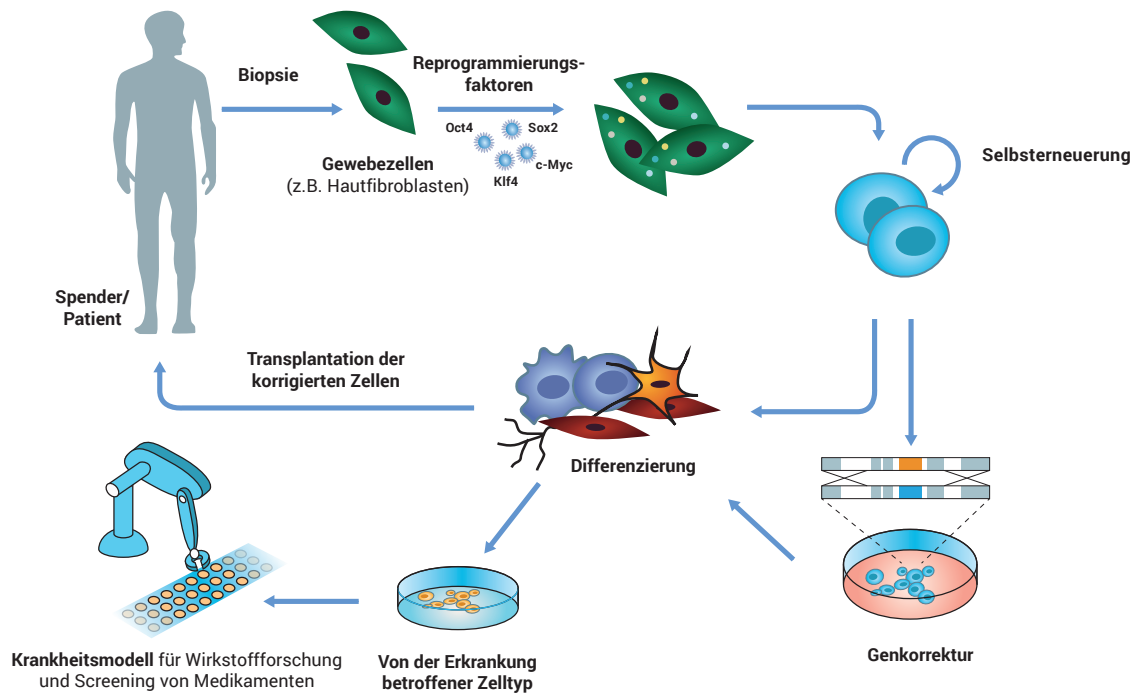 Biopsie
Reprogrammierungs-
faktoren
Oct4
Sox2
c-Myc
Klf4
Gewebezellen
(z.B. Hautfibroblasten)
Selbsterneuerung
Spender/
Patient
Transplantation der
korrigierten Zellen
Differenzierung
Genkorrektur
Von der Erkrankung
betroffener Zelltyp
Krankheitsmodell für Wirkstoffforschung
und Screening von Medikamenten